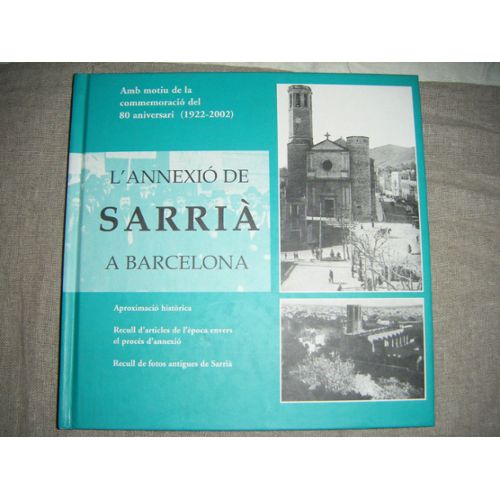 Amb motiu de la
commemoració del
80 aniversari (1922-2002)
L'ANNEXIÓ DE
SARRIÀ
A BARCELONA
Aproximació històrica
Recull d'articles de l'època envers
el procés d'annexió
Recull de fotos antigues de Sarrià